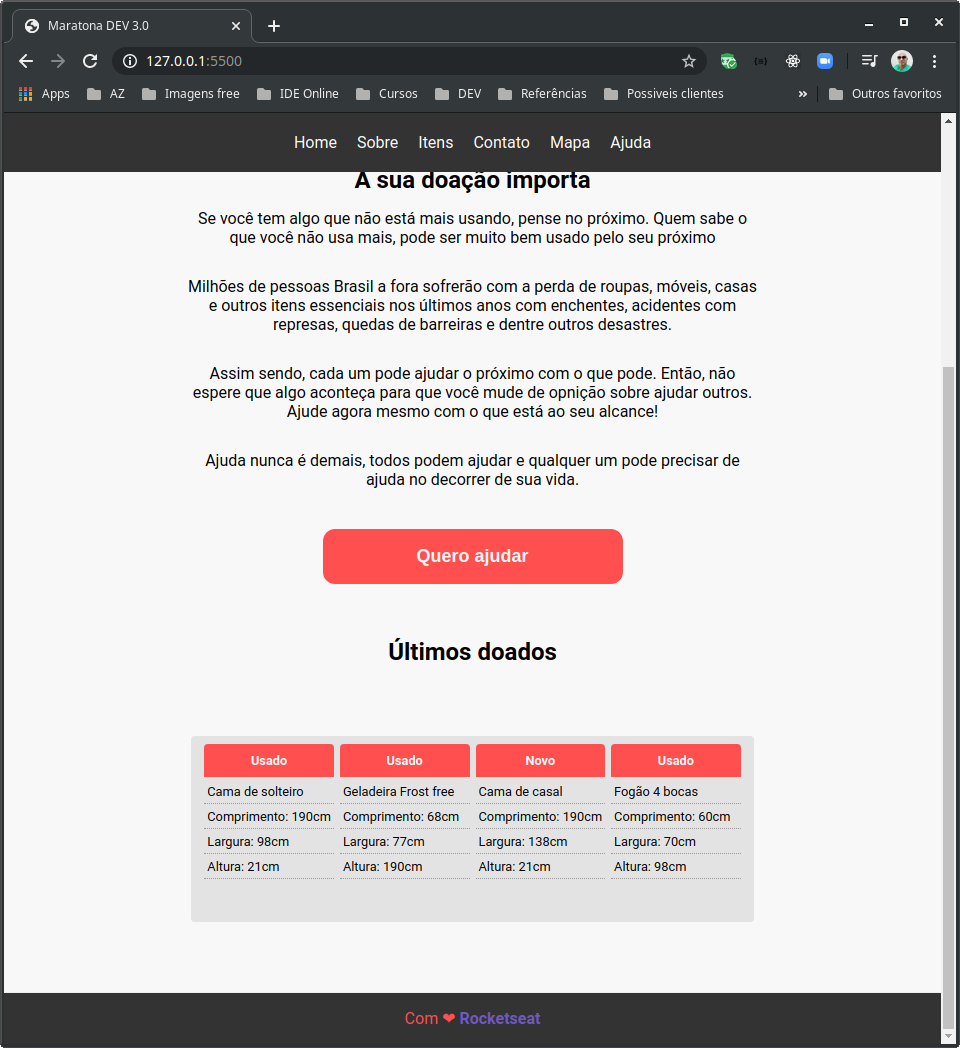 Maratona DEV 3.0
127.0.0.1:5500
Apps AZ Imagens free IDE Online Cursos DEV Referências Possiveis clientes » Outros favoritos
Home Sobre Itens Contato Mapa Ajuda
A sua doação importa
Se você tem algo que não está mais usando, pense no próximo. Quem sabe o
que você não usa mais, pode ser muito bem usado pelo seu próximo
Milhões de pessoas Brasil a fora sofrerão com a perda de roupas, móveis, casas
e outros itens essenciais nos últimos anos com enchentes, acidentes com
represas, quedas de barreiras e dentre outros desastres.
Assim sendo, cada um pode ajudar o próximo com o que pode. Então, não
espere que algo aconteça para que você mude de opnição sobre ajudar outros.
Ajude agora mesmo com o que está ao seu alcance!
Ajuda nunca é demais, todos podem ajudar e qualquer um pode precisar de
ajuda no decorrer de sua vida.
Quero ajudar
Últimos doados
Usado Usado Novo Usado
Cama de solteiro Geladeira Frost free Cama de casal Fogão 4 bocas
Comprimento: 190cm Comprimento: 68cm Comprimento: 190cm Comprimento: 60cm
Largura: 98cm Largura: 77cm Largura: 138cm Largura: 70cm
Altura: 21cm Altura: 190cm Altura: 21cm Altura: 98cm
Com ❤ Rocketseat